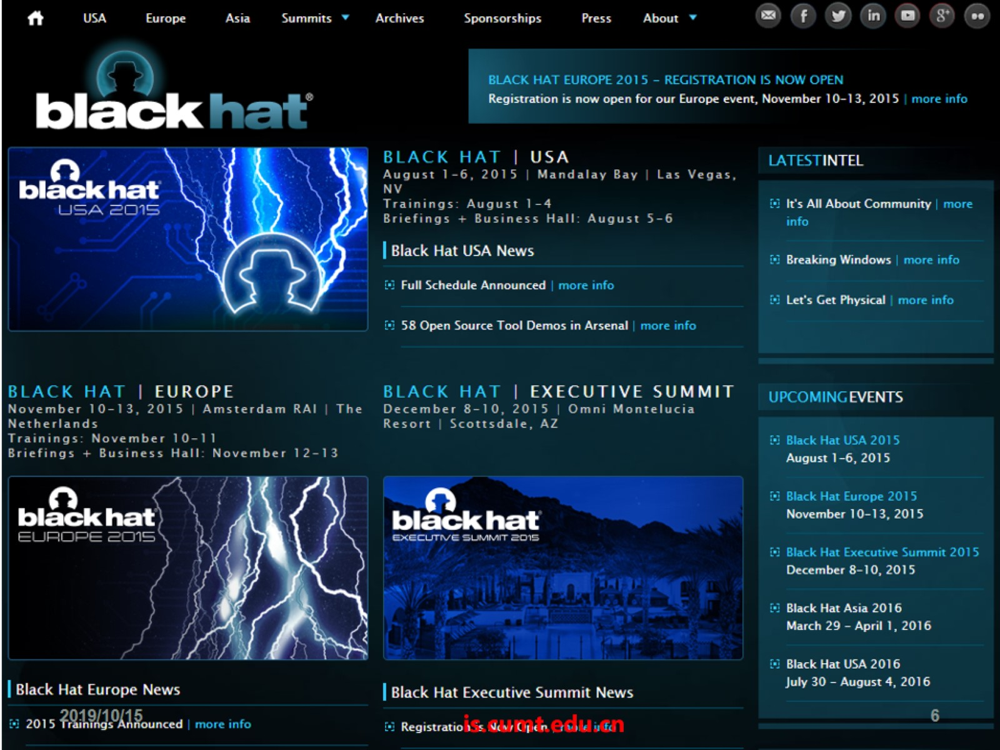 USA Europe Asia Summits Archives Sponsorships Press About
black hat®
BLACK HAT EUROPE 2015 - REGISTRATION IS NOW OPEN
Registration is now open for our Europe event, November 10-13, 2015 | more info
black hat
USA 2015
BLACK HAT | USA
August 1-6, 2015 | Mandalay Bay | Las Vegas,
NV
Trainings: August 1-4
Briefings + Business Hall: August 5-6
Black Hat USA News
Full Schedule Announced | more info
58 Open Source Tool Demos in Arsenal | more info
LATESTINTEL
It's All About Community | more
info
Breaking Windows | more info
Let's Get Physical | more info
BLACK HAT | EUROPE
November 10-13, 2015 | Amsterdam RAI | The
Netherlands
Trainings: November 10-11
Briefings + Business Hall: November 12-13
black hat
EUROPE 2015
Black Hat Europe News
2015 Trainings Announced | more info
BLACK HAT | EXECUTIVE SUMMIT
December 8-10, 2015 | Omni Montelucia
Resort | Scottsdale, AZ
black hat
EXECUTIVE SUMMIT 2015
Black Hat Executive Summit News
Registration is Now Open | more info
UPCOMINGEVENTS
Black Hat USA 2015
August 1-6, 2015
Black Hat Europe 2015
November 10-13, 2015
Black Hat Executive Summit 2015
December 8-10, 2015
Black Hat Asia 2016
March 29 - April 1, 2016
Black Hat USA 2016
July 30 - August 4, 2016
2019/10/15
is.cumt.edu.cn
6